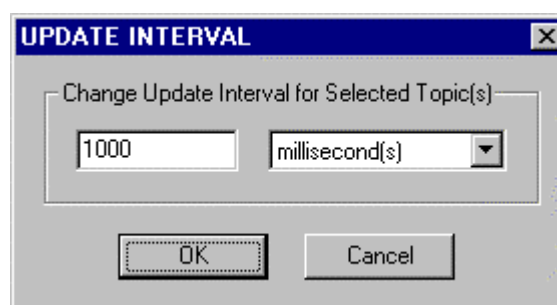 UPDATE INTERVAL
Change Update Interval for Selected Topic(s)
1000 millisecond(s)
OK Cancel